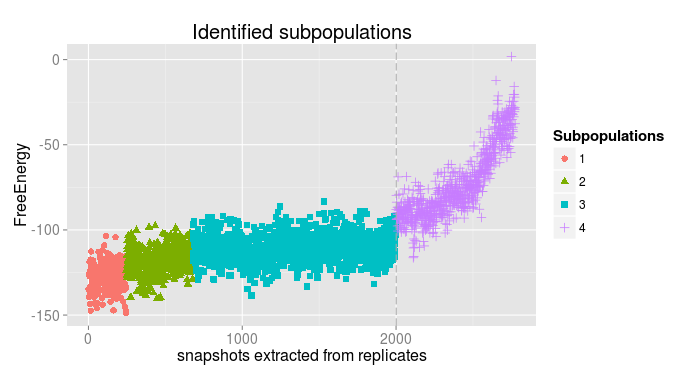 Identified subpopulations
0
-50
-100
-150
FreeEnergy
0
1000
2000
snapshots extracted from replicates
Subpopulations
1
2
3
4